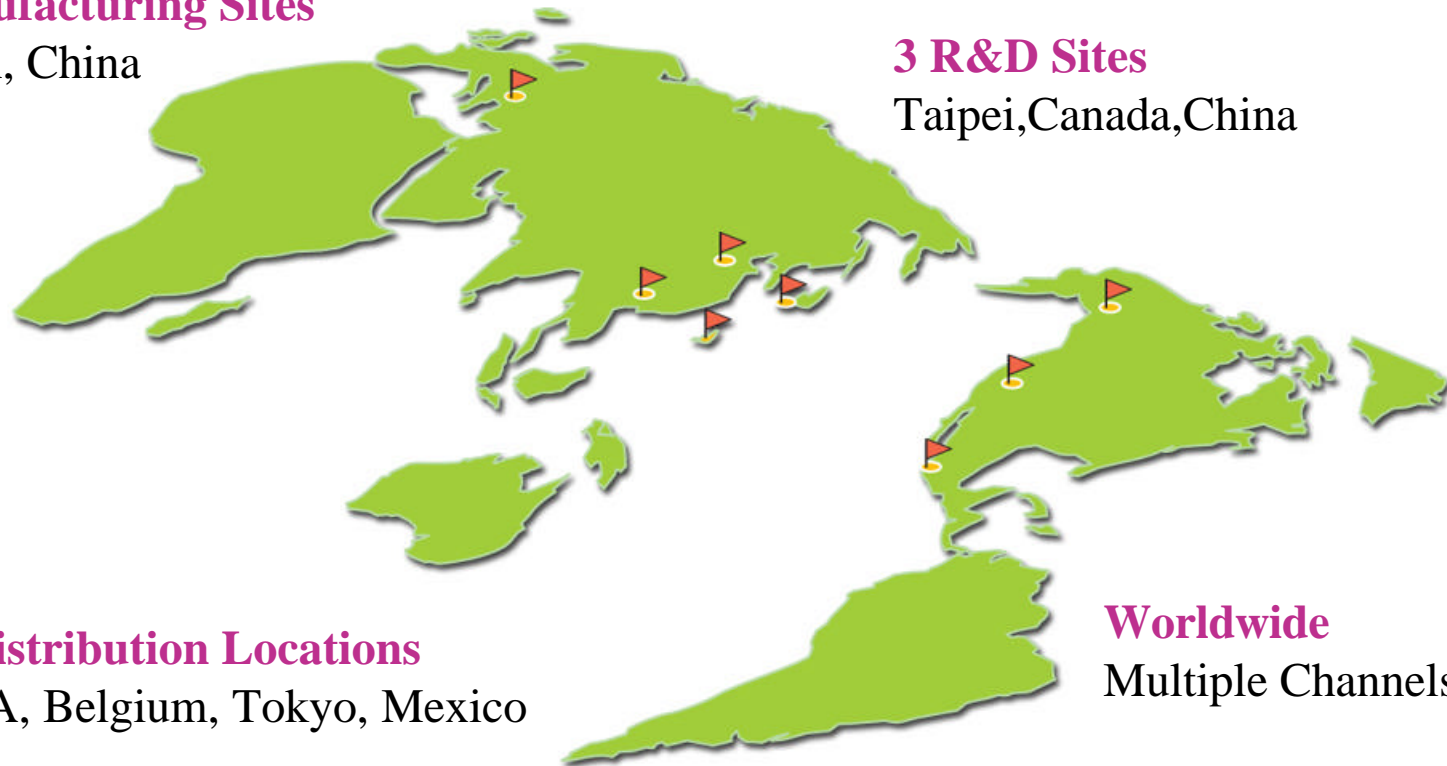 ufacturing Sites
, China
3 R&D Sites
Taipei,Canada,China
istribution Locations
A, Belgium, Tokyo, Mexico
Worldwide
Multiple Channels